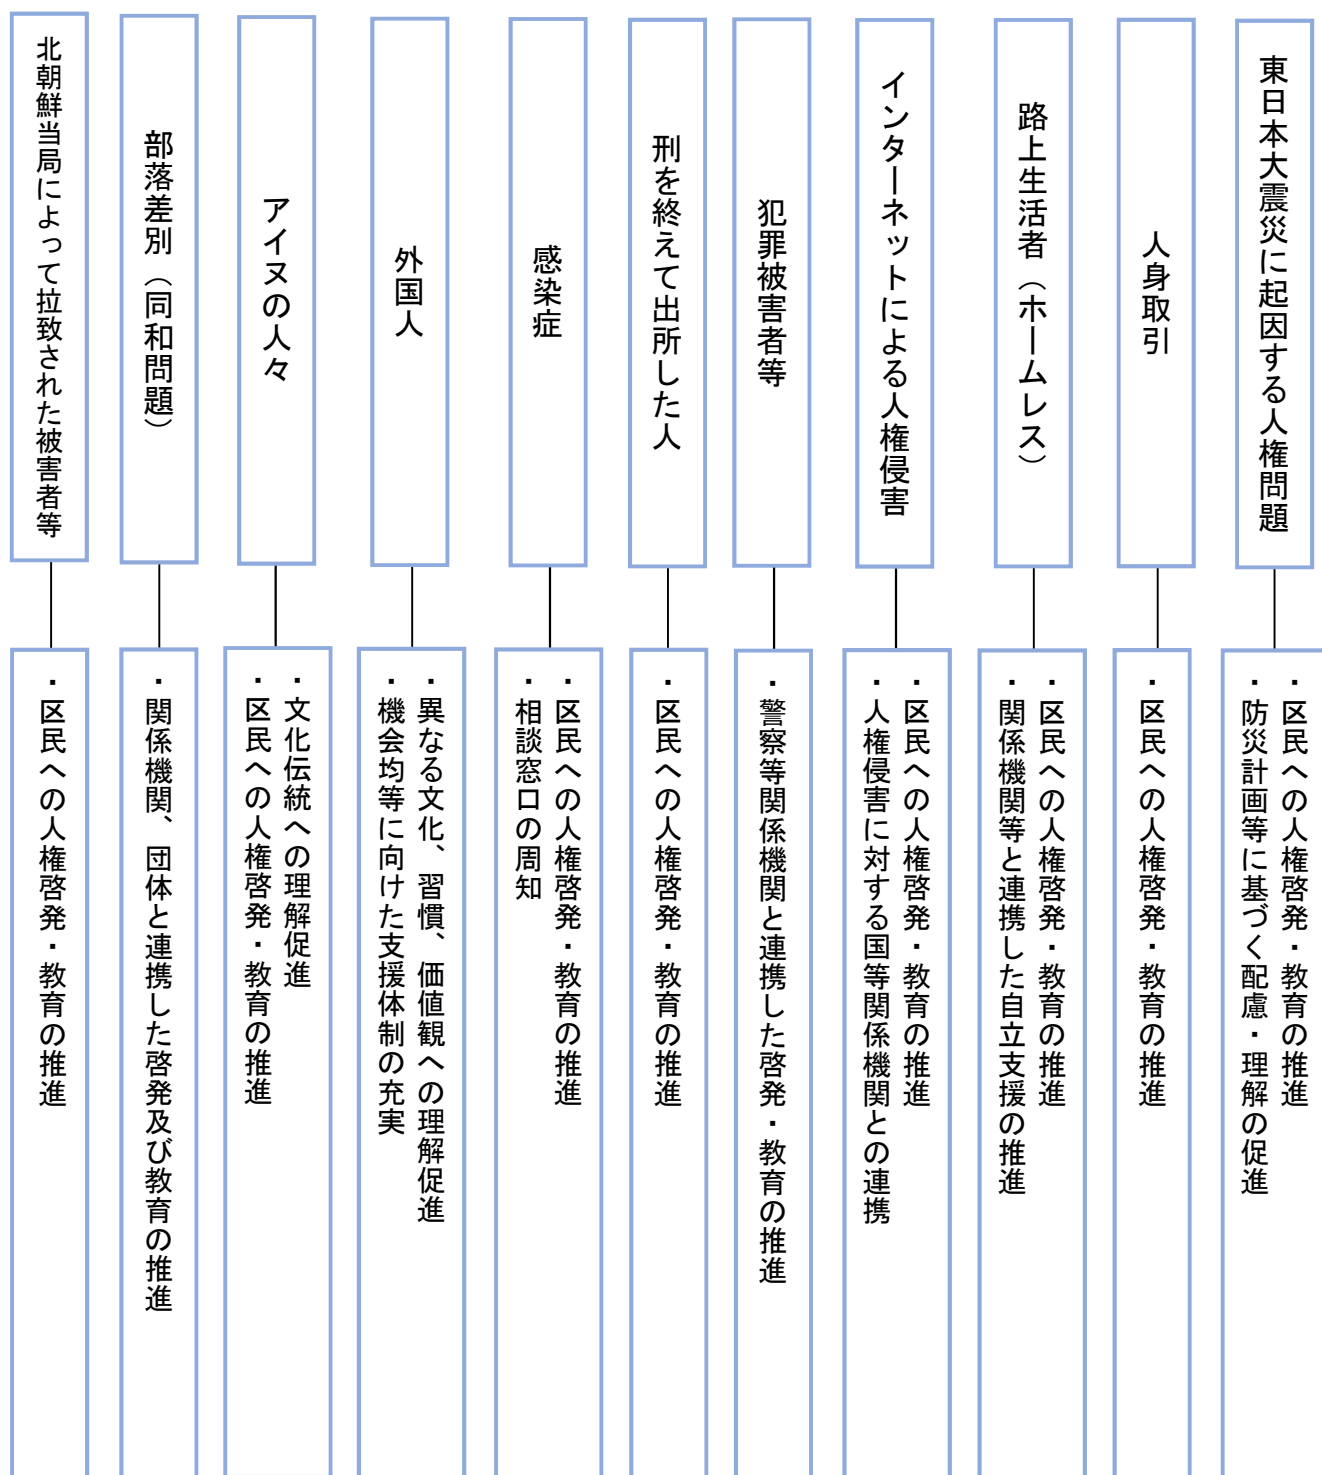 東日本大震災に起因する人権問題
・区民への人権啓発・教育の推進
・防災計画等に基づく配慮・理解の促進
人身取引
・区民への人権啓発・教育の推進
路上生活者（ホームレス）
・区民への人権啓発・教育の推進
・関係機関等と連携した自立支援の推進
インターネットによる人権侵害
・区民への人権啓発・教育の推進
・人権侵害に対する国等関係機関との連携
犯罪被害者等
・警察等関係機関と連携した啓発・教育の推進
刑を終えて出所した人
・区民への人権啓発・教育の推進
感染症
・区民への人権啓発・教育の推進
・相談窓口の周知
外国人
・異なる文化、習慣、価値観への理解促進
・機会均等に向けた支援体制の充実
アイヌの人々
・文化伝統への理解促進
・区民への人権啓発・教育の推進
部落差別（同和問題）
・関係機関、団体と連携した啓発及び教育の推進
北朝鮮当局によって拉致された被害者等
・区民への人権啓発・教育の推進